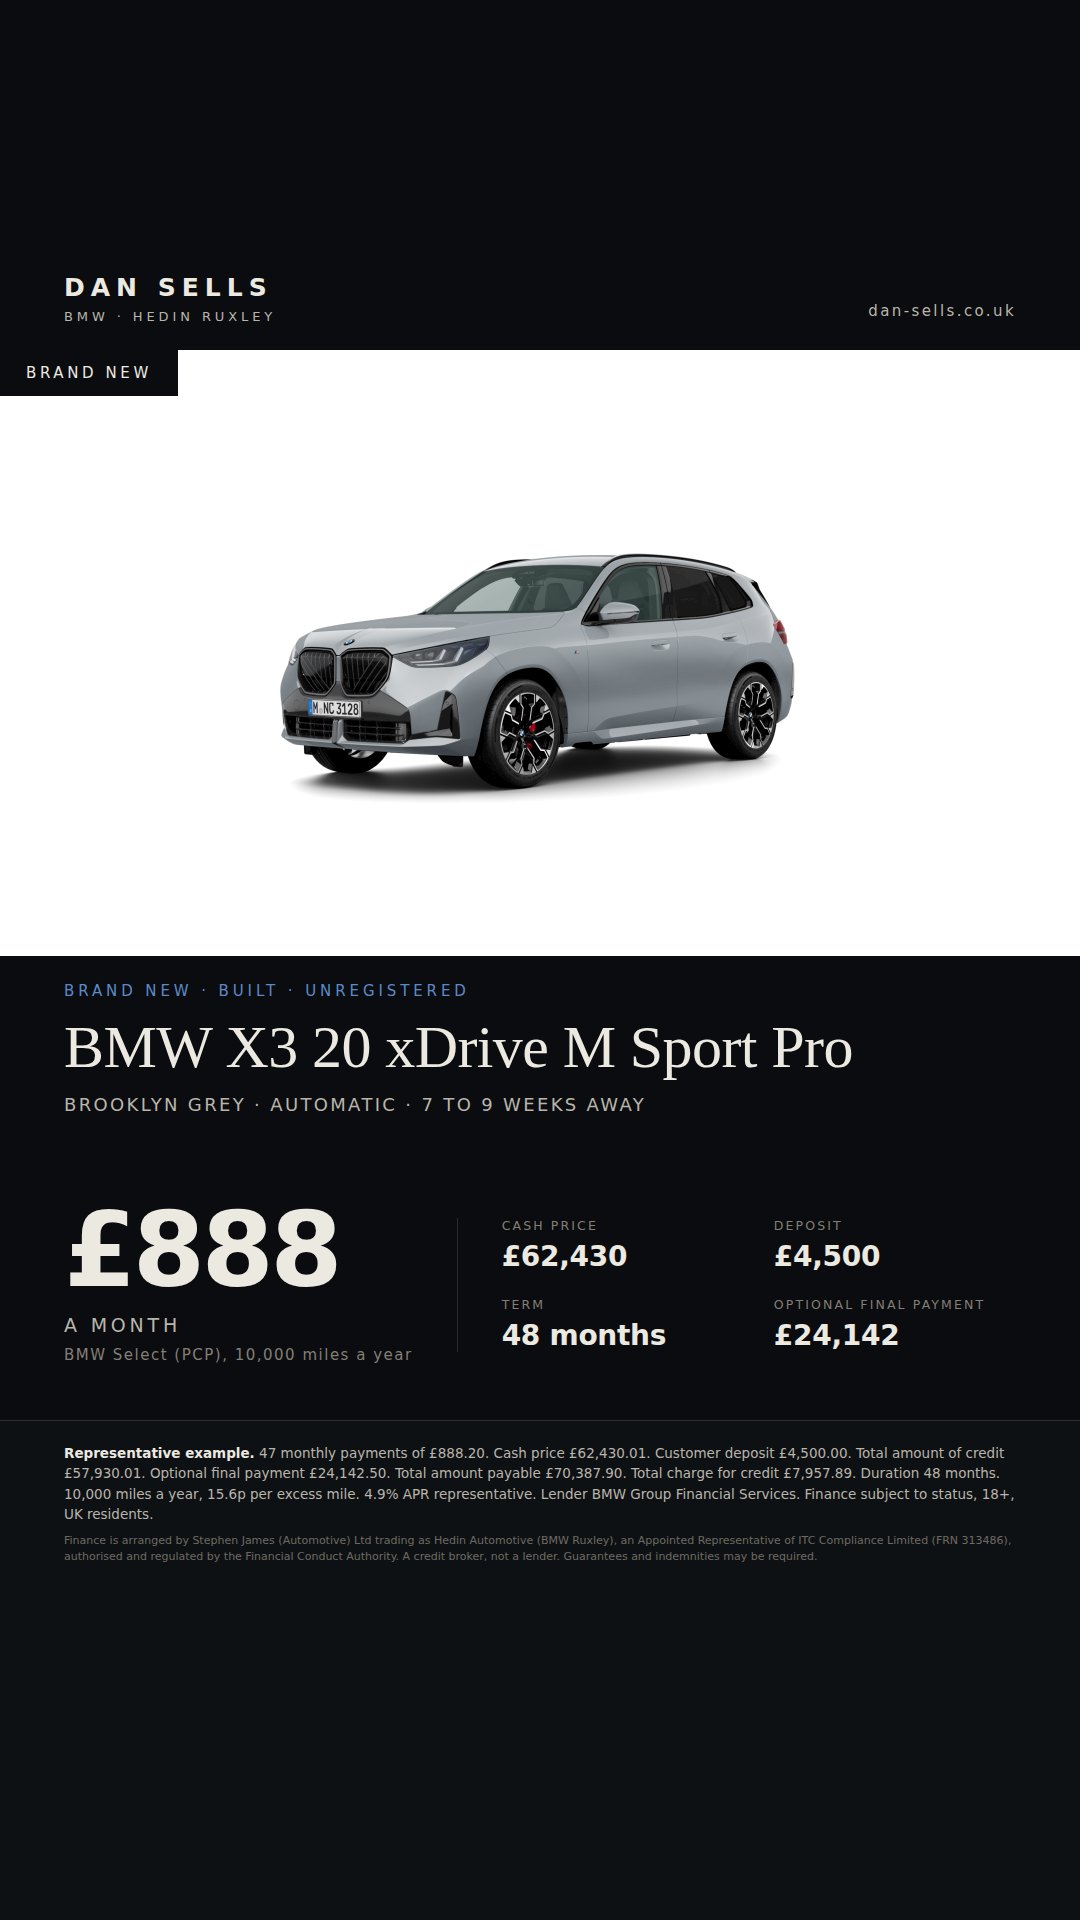 DAN SELLS
BMW · HEDIN RUXLEY
dan-sells.co.uk
BRAND NEW
M NC 3128
BRAND NEW · BUILT · UNREGISTERED
BMW X3 20 xDrive M Sport Pro
BROOKLYN GREY · AUTOMATIC · 7 TO 9 WEEKS AWAY
£888
A MONTH
BMW Select (PCP), 10,000 miles a year
CASH PRICE
£62,430
DEPOSIT
£4,500
TERM
48 months
OPTIONAL FINAL PAYMENT
£24,142
Representative example. 47 monthly payments of £888.20. Cash price £62,430.01. Customer deposit £4,500.00. Total amount of credit
£57,930.01. Optional final payment £24,142.50. Total amount payable £70,387.90. Total charge for credit £7,957.89. Duration 48 months.
10,000 miles a year, 15.6p per excess mile. 4.9% APR representative. Lender BMW Group Financial Services. Finance subject to status, 18+,
UK residents.
Finance is arranged by Stephen James (Automotive) Ltd trading as Hedin Automotive (BMW Ruxley), an Appointed Representative of ITC Compliance Limited (FRN 313486),
authorised and regulated by the Financial Conduct Authority. A credit broker, not a lender. Guarantees and indemnities may be required.